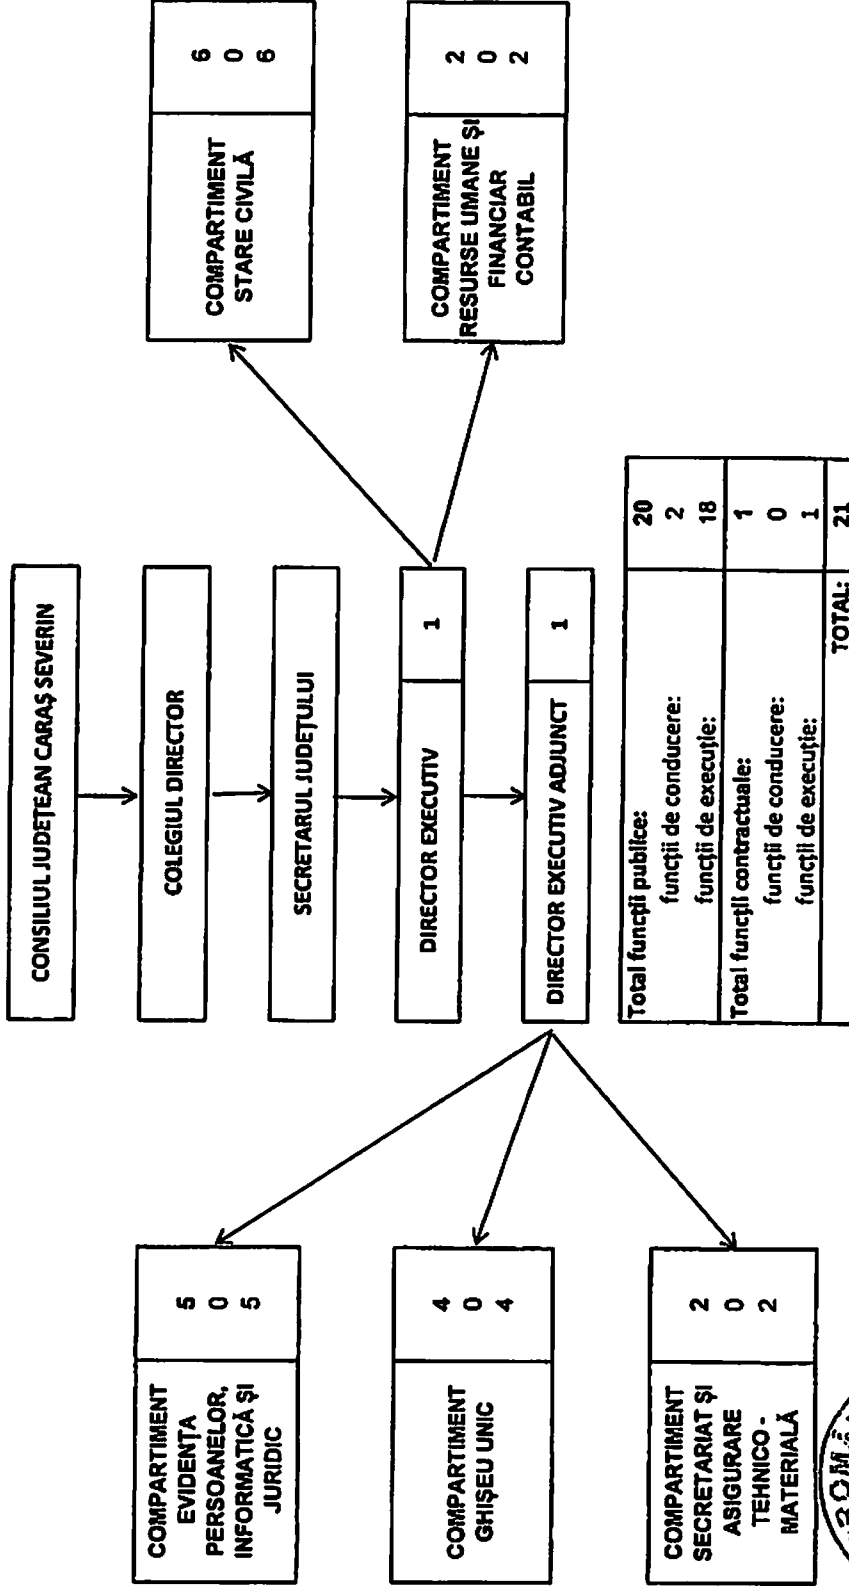 CONSILIUL JUDEȚEAN CARAȘ SEVERIN
COLEGIUL DIRECTOR
SECRETARUL JUDEȚULUI
DIRECTOR EXECUTIV 1
DIRECTOR EXECUTIV ADJUNCT 1
COMPARTIMENT
EVIDENȚA
PERSOANELOR,
INFORMATICĂ ȘI
JURIDIC
5
0
5
COMPARTIMENT
GHIȘEU UNIC
4
0
4
COMPARTIMENT
SECRETARIAT ȘI
ASIGURARE
TEHNICO -
MATERIALĂ
2
0
2
COMPARTIMENT
STARE CIVILĂ
6
0
6
COMPARTIMENT
RESURSE UMANE ȘI
FINANCIAR
CONTABIL
2
0
2
Total funcții publice: 20
funcții de conducere: 2
funcții de execuție: 18
Total funcții contractuale: 1
funcții de conducere: 0
funcții de execuție: 1
TOTAL: 21